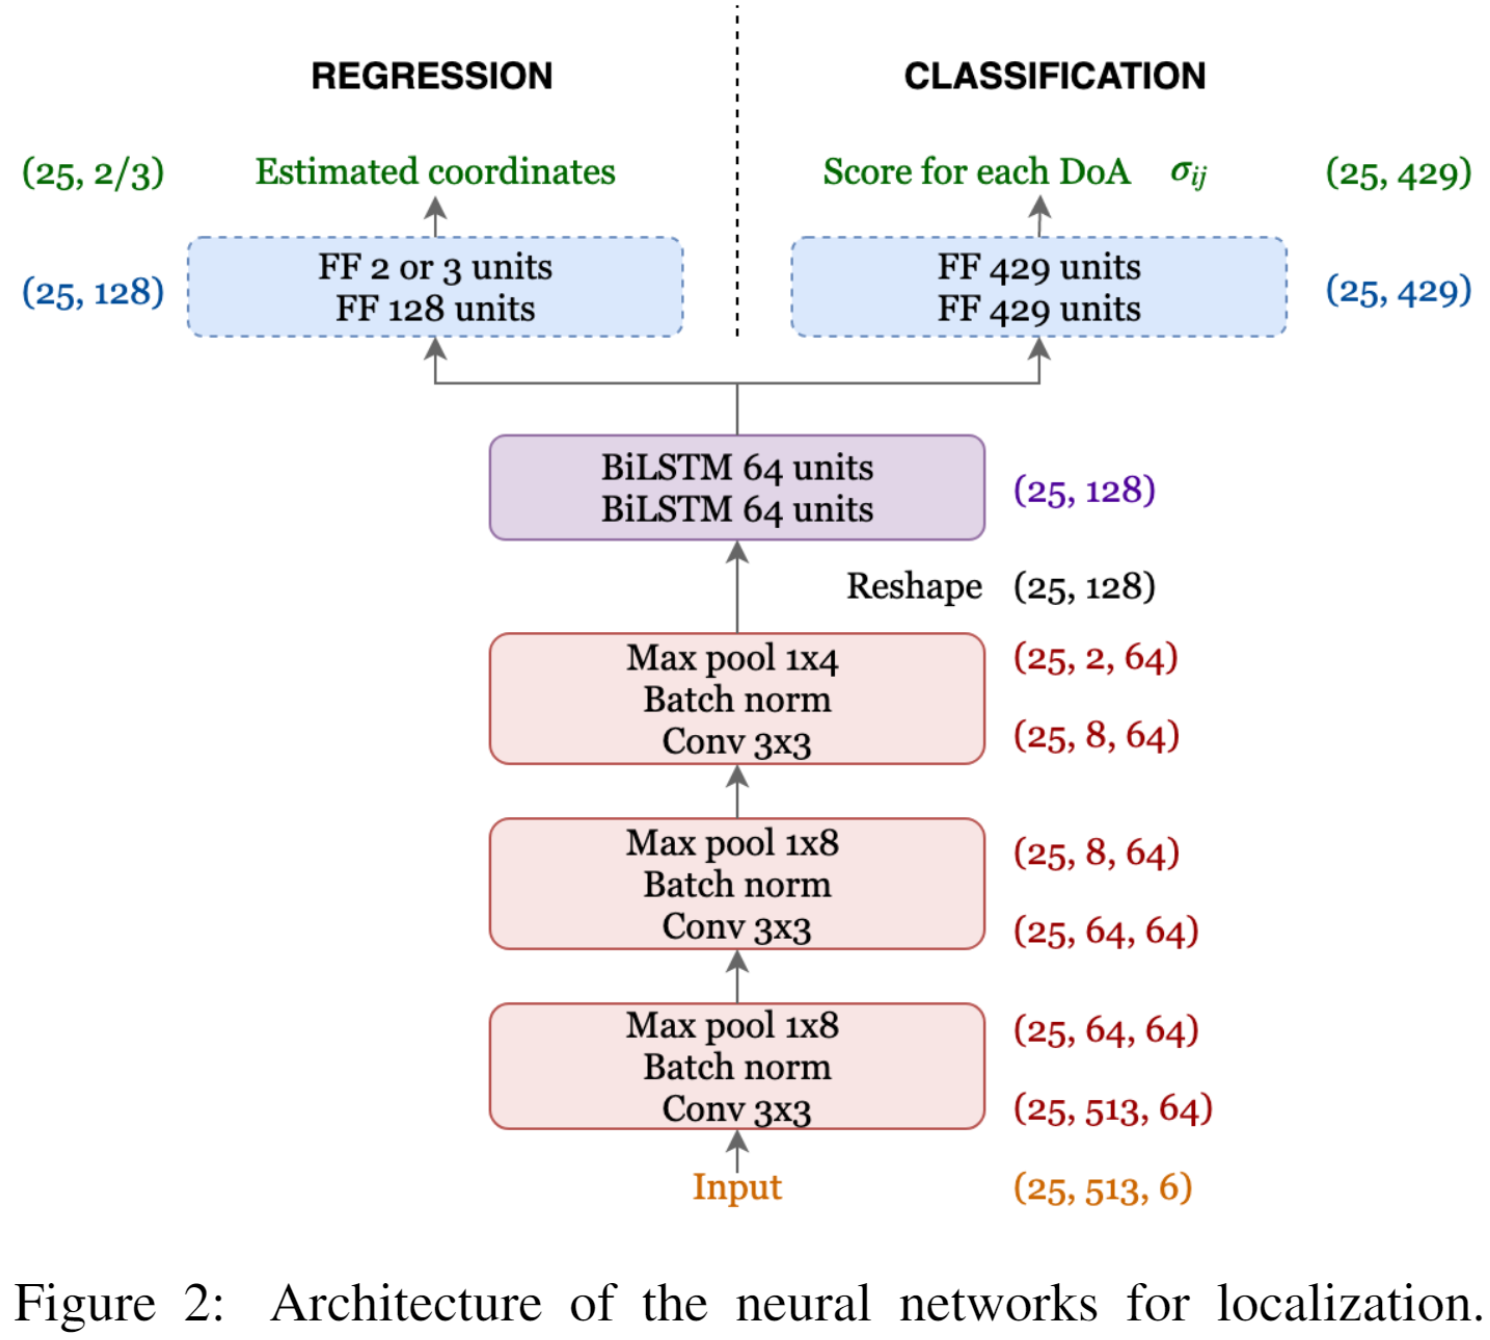 REGRESSION
CLASSIFICATION
(25, 2/3)
Estimated coordinates
Score for each DoA σij
(25, 429)
FF 2 or 3 units
FF 128 units
(25, 128)
FF 429 units
FF 429 units
(25, 429)
BiLSTM 64 units
BiLSTM 64 units
(25, 128)
Reshape (25, 128)
Max pool 1x4
(25, 2, 64)
Batch norm
Conv 3x3
(25, 8, 64)
Max pool 1x8
(25, 8, 64)
Batch norm
Conv 3x3
(25, 64, 64)
Max pool 1x8
(25, 64, 64)
Batch norm
Conv 3x3
(25, 513, 64)
Input
(25, 513, 6)
Figure 2: Architecture of the neural networks for localization.